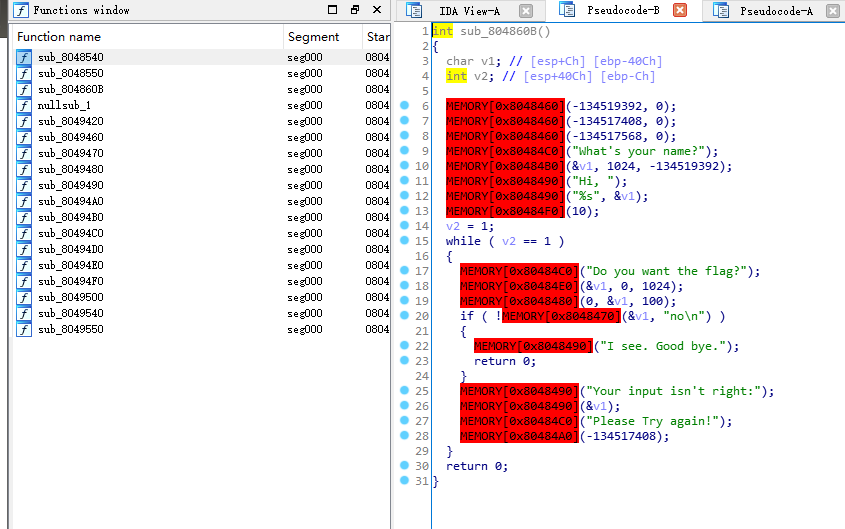 Functions window
Function name Segment Star
sub_8048540 seg000 0804
sub_8048550 seg000 0804
sub_804860B seg000 0804
nullsub_1 seg000 0804
sub_8049420 seg000 0804
sub_8049460 seg000 0804
sub_8049470 seg000 0804
sub_8049480 seg000 0804
sub_8049490 seg000 0804
sub_80494A0 seg000 0804
sub_80494B0 seg000 0804
sub_80494C0 seg000 0804
sub_80494D0 seg000 0804
sub_80494E0 seg000 0804
sub_80494F0 seg000 0804
sub_8049500 seg000 0804
sub_8049540 seg000 0804
sub_8049550 seg000 0804
IDA View-A Pseudocode-B Pseudocode-A
1 int sub_804860B()
2 {
3 char v1; // [esp+Ch] [ebp-40Ch]
4 int v2; // [esp+40Ch] [ebp-Ch]
5
6 MEMORY[0x8048460](-134519392, 0);
7 MEMORY[0x8048460](-134517408, 0);
8 MEMORY[0x8048460](-134517568, 0);
9 MEMORY[0x80484C0]("What's your name?");
10 MEMORY[0x80484B0](&v1, 1024, -134519392);
11 MEMORY[0x8048490]("Hi, ");
12 MEMORY[0x8048490]("%s", &v1);
13 MEMORY[0x80484F0](10);
14 v2 = 1;
15 while ( v2 == 1 )
16 {
17 MEMORY[0x80484C0]("Do you want the flag?");
18 MEMORY[0x80484E0](&v1, 0, 1024);
19 MEMORY[0x8048480](0, &v1, 100);
20 if ( !MEMORY[0x8048470](&v1, "no\n") )
21 {
22 MEMORY[0x8048490]("I see. Good bye.");
23 return 0;
24 }
25 MEMORY[0x8048490]("Your input isn't right:");
26 MEMORY[0x8048490](&v1);
27 MEMORY[0x80484C0]("Please Try again!");
28 MEMORY[0x80484A0](-134517408);
29 }
30 return 0;
31 }